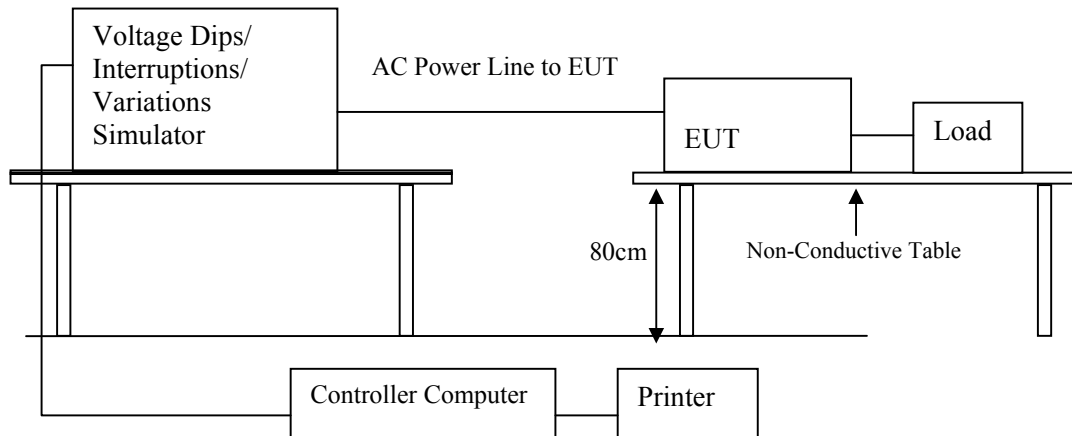 Voltage Dips/
Interruptions/
Variations
Simulator
AC Power Line to EUT
EUT
Load
80cm
Non-Conductive Table
Controller Computer
Printer